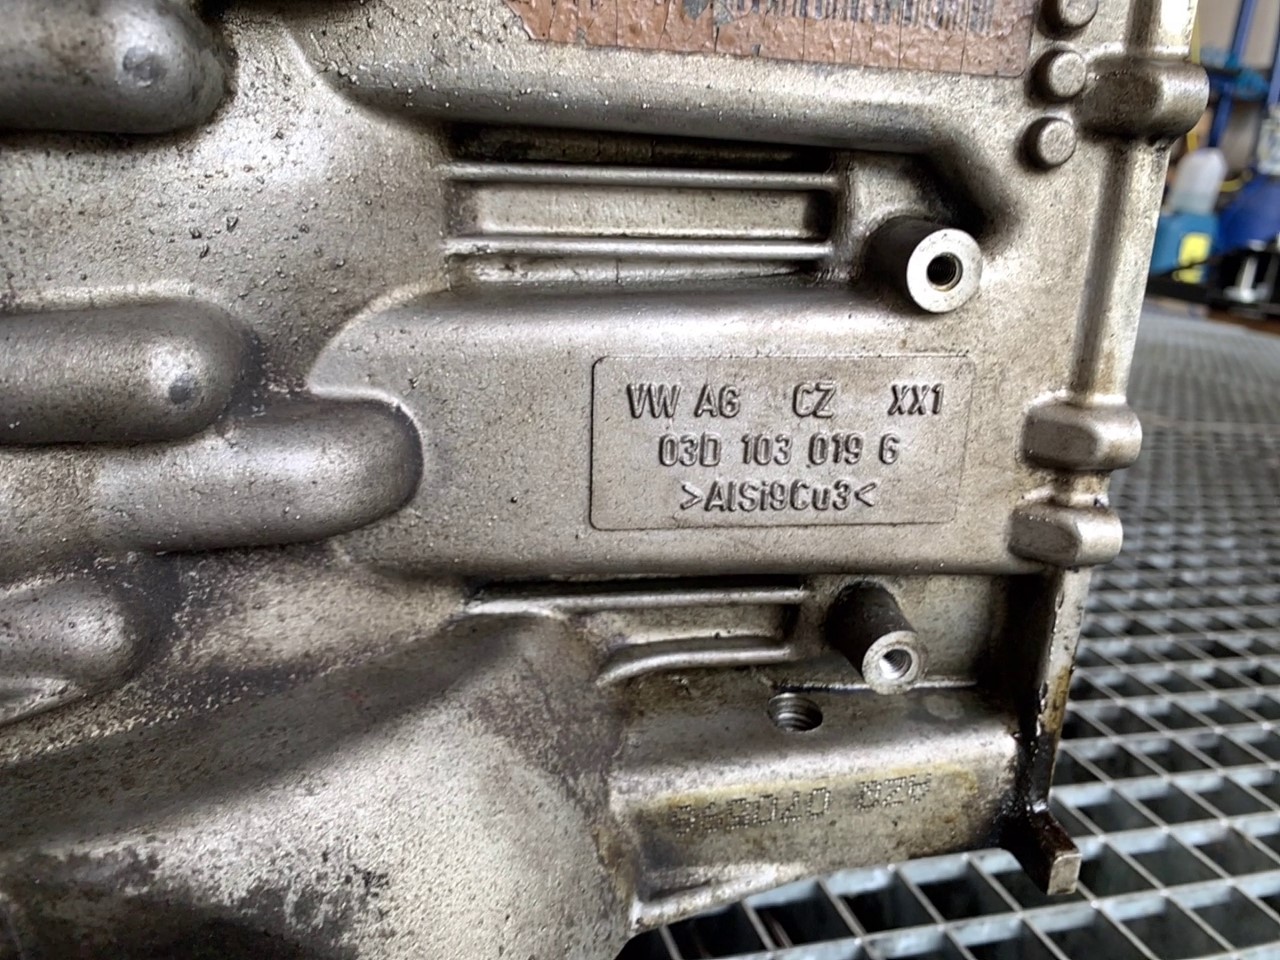 VW AG CZ XX1
03D 103 019 G
>AlSi9Cu3<